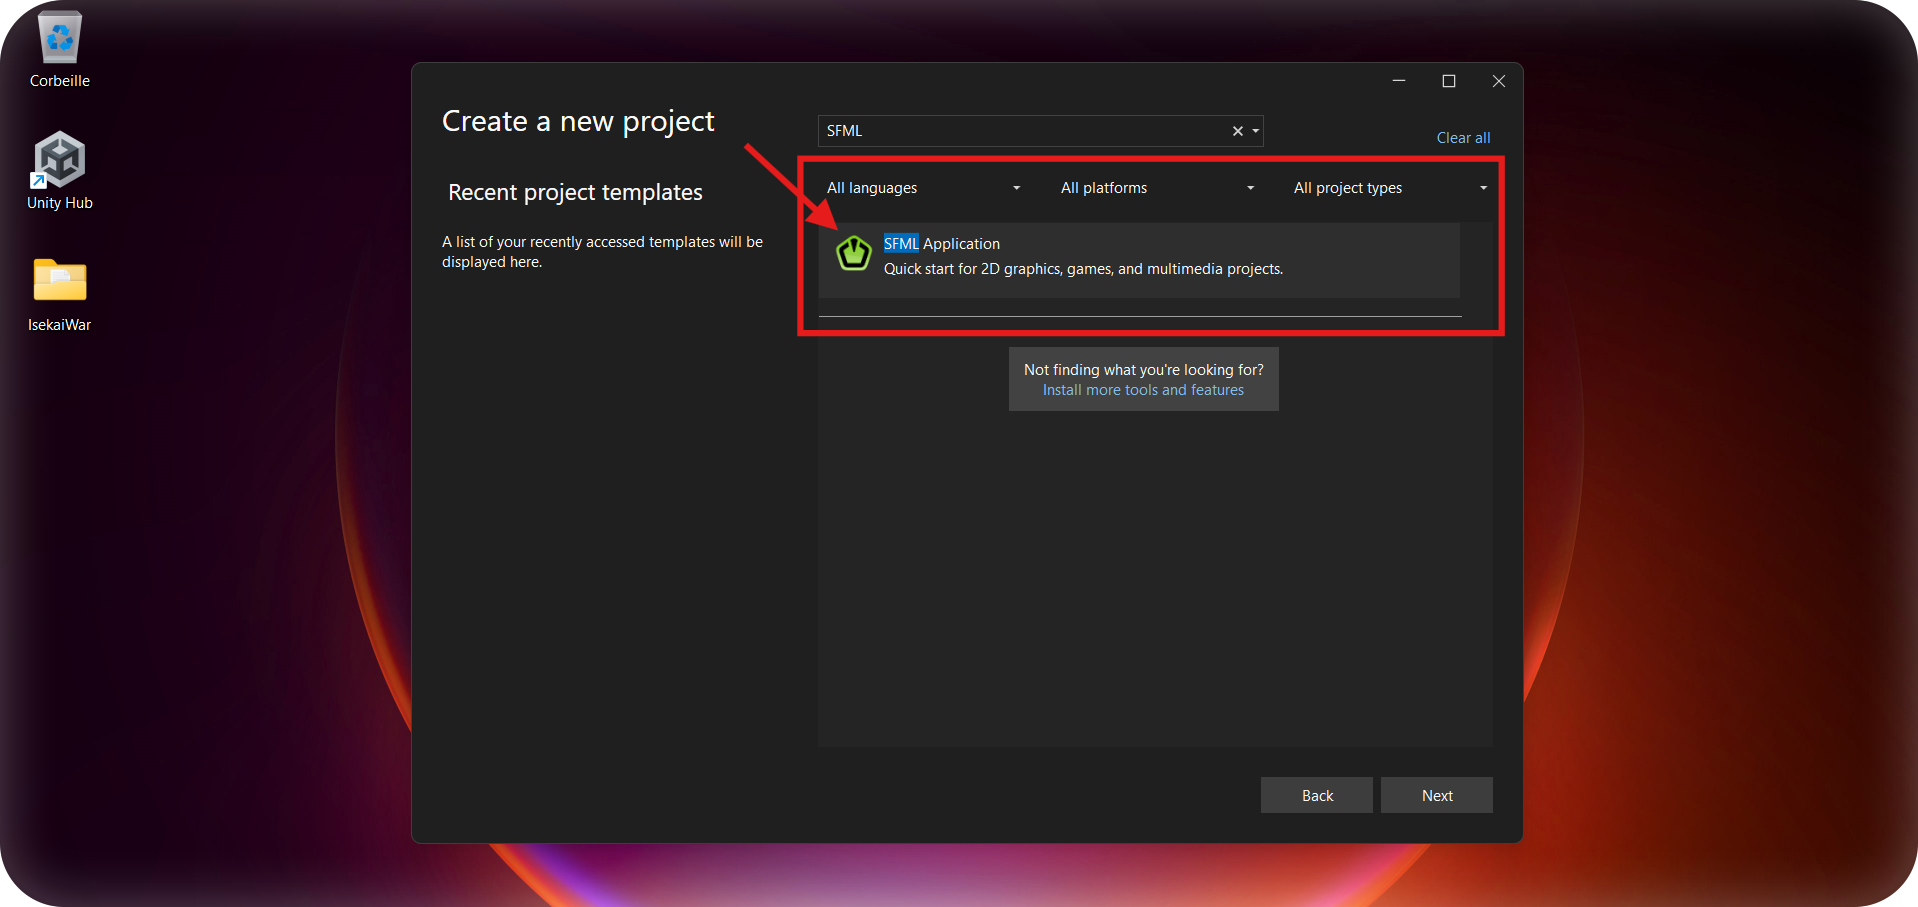 Corbeille
Unity Hub
IsekaiWar
Create a new project
SFML
Clear all
Recent project templates
A list of your recently accessed templates will be
displayed here.
All languages
All platforms
All project types
SFML Application
Quick start for 2D graphics, games, and multimedia projects.
Not finding what you're looking for?
Install more tools and features
Back
Next